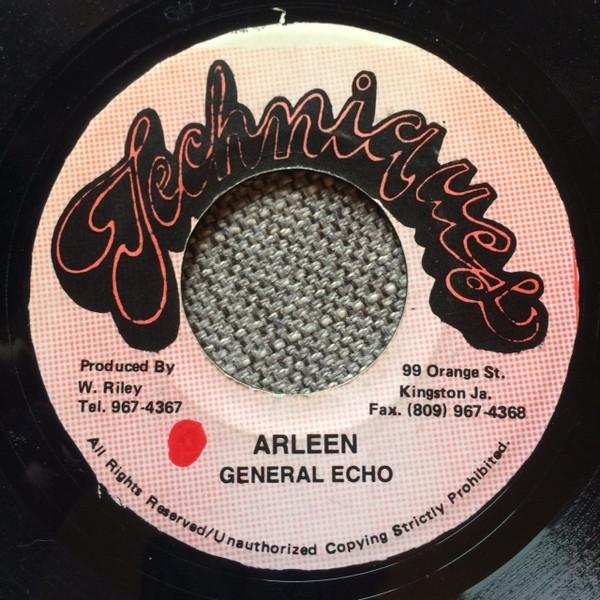 Techniques
Produced By
W. Riley
Tel. 967-4367
99 Orange St.
Kingston Ja.
Fax. (809) 967-4368
ARLEEN
GENERAL ECHO
All Rights Reserved/Unauthorized Copying Strictly Prohibited.